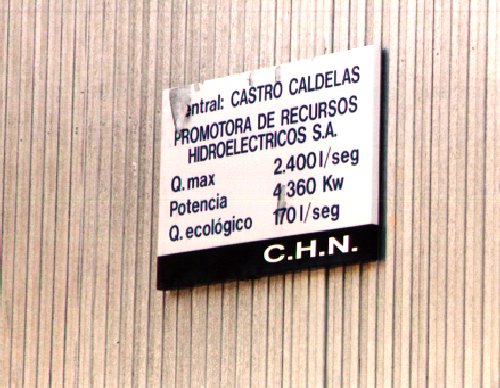 entral: CASTRO CALDELAS
PROMOTORA DE RECURSOS
HIDROELECTRICOS S.A.
Q. max 2.400 l/seg
Potencia 4.360 Kw
Q. ecológico 170 l/seg
C.H.N.